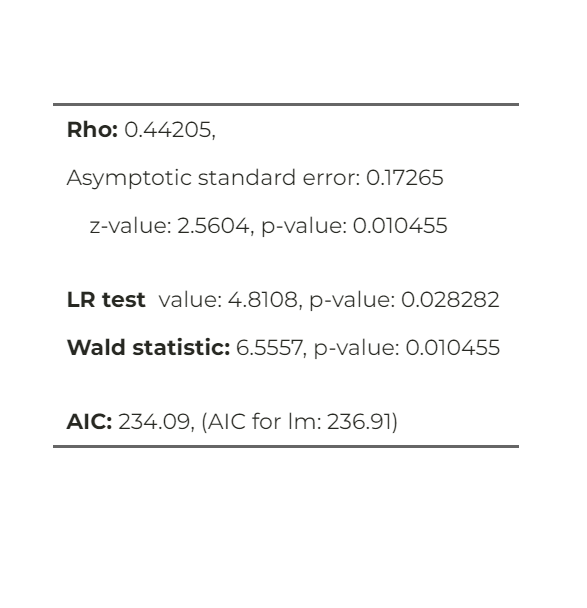 Rho: 0.44205,
Asymptotic standard error: 0.17265
z-value: 2.5604, p-value: 0.010455
LR test value: 4.8108, p-value: 0.028282
Wald statistic: 6.5557, p-value: 0.010455
AIC: 234.09, (AIC for lm: 236.91)